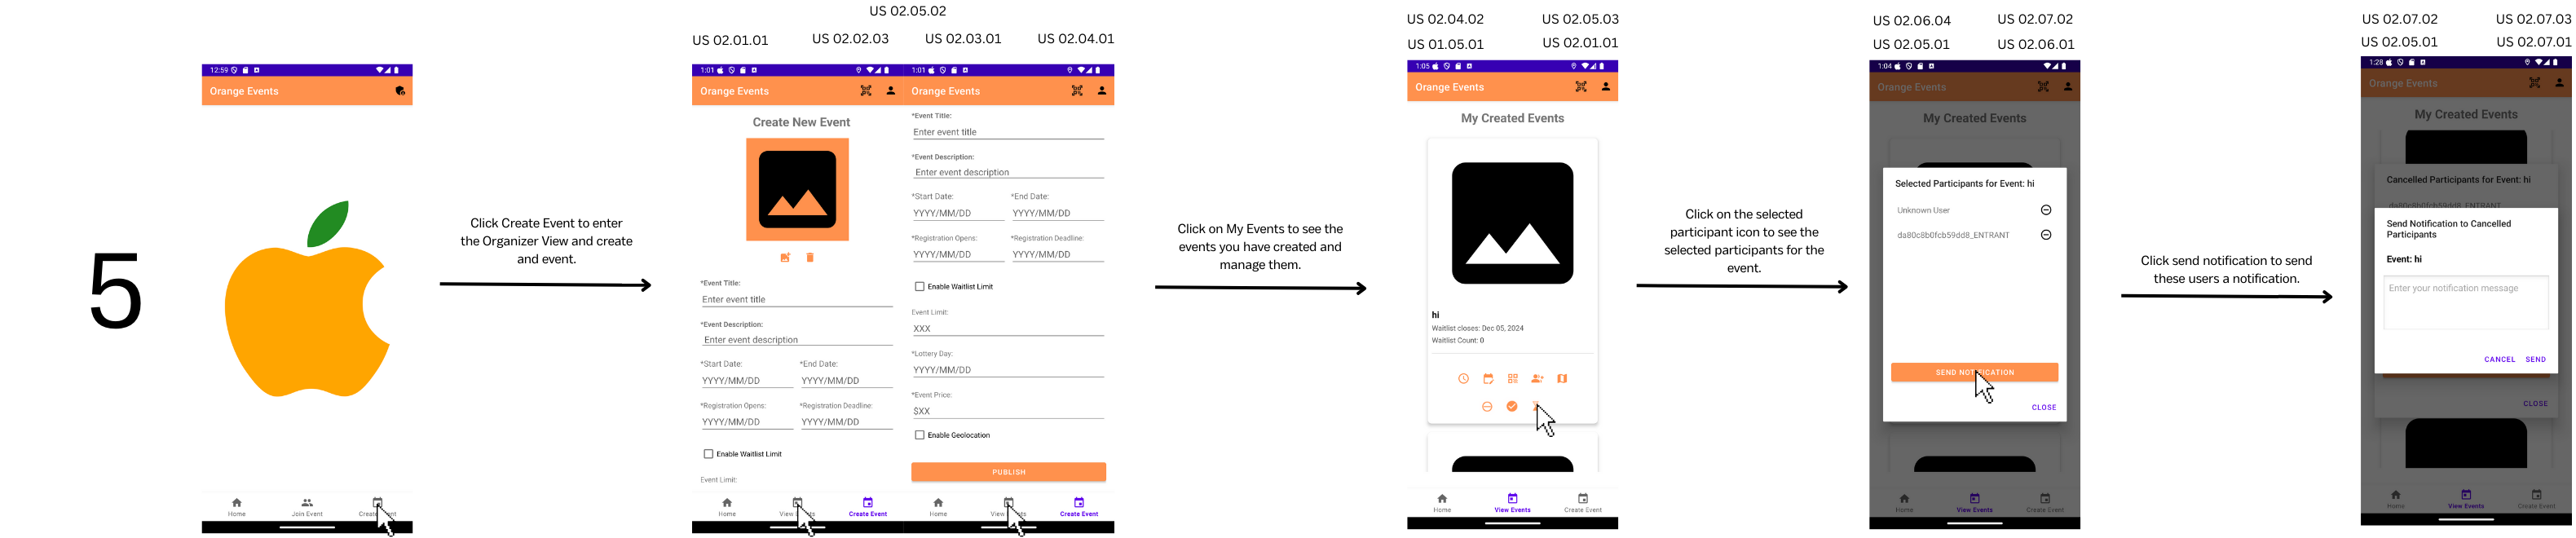 5
12:59
Orange Events
Home
Join Event
Click Create Event to enter
the Organizer View and create
and event.
US 02.05.02
US 02.01.01
US 02.02.03
US 02.03.01
US 02.04.01
1:01
Orange Events
Create New Event
*Event Title:
Enter event title
*Event Description:
Enter event description
*Start Date:
*End Date:
YYYY/MM/DD
YYYY/MM/DD
*Registration Opens:
*Registration Deadline:
YYYY/MM/DD
YYYY/MM/DD
Enable Waitlist Limit
Event Limit:
Home
View
Create Event
1:01
Orange Events
*Event Title:
Enter event title
*Event Description:
Enter event description
*Start Date:
*End Date:
YYYY/MM/DD
YYYY/MM/DD
*Registration Opens:
*Registration Deadline:
YYYY/MM/DD
YYYY/MM/DD
Enable Waitlist Limit
Event Limit:
XXX
*Lottery Day:
YYYY/MM/DD
*Event Price:
$XX
Enable Geolocation
PUBLISH
Home
View
Create Event
Click on My Events to see the
events you have created and
manage them.
US 02.04.02
US 02.05.03
US 01.05.01
US 02.01.01
1:05
Orange Events
My Created Events
hi
Waitlist closes: Dec 05, 2024
Waitlist Count: 0
Home
View Events
Create Event
Click on the selected
participant icon to see the
selected participants for the
event.
US 02.06.04
US 02.07.02
US 02.05.01
US 02.06.01
1:04
Orange Events
My Created Events
Selected Participants for Event: hi
Unknown User
da80c8b0fcb59dd8_ENTRANT
SEND NOTIFICATION
CLOSE
Home
View Events
Create Event
Click send notification to send
these users a notification.
US 02.07.02
US 02.07.03
US 02.05.01
US 02.07.01
1:28
Orange Events
My Created Events
Cancelled Participants for Event: hi
da80c8b0fcb59dd8_ENTRANT
Send Notification to Cancelled
Participants
Event: hi
Enter your notification message
CANCEL
SEND
CLOSE
Home
View Events
Create Event